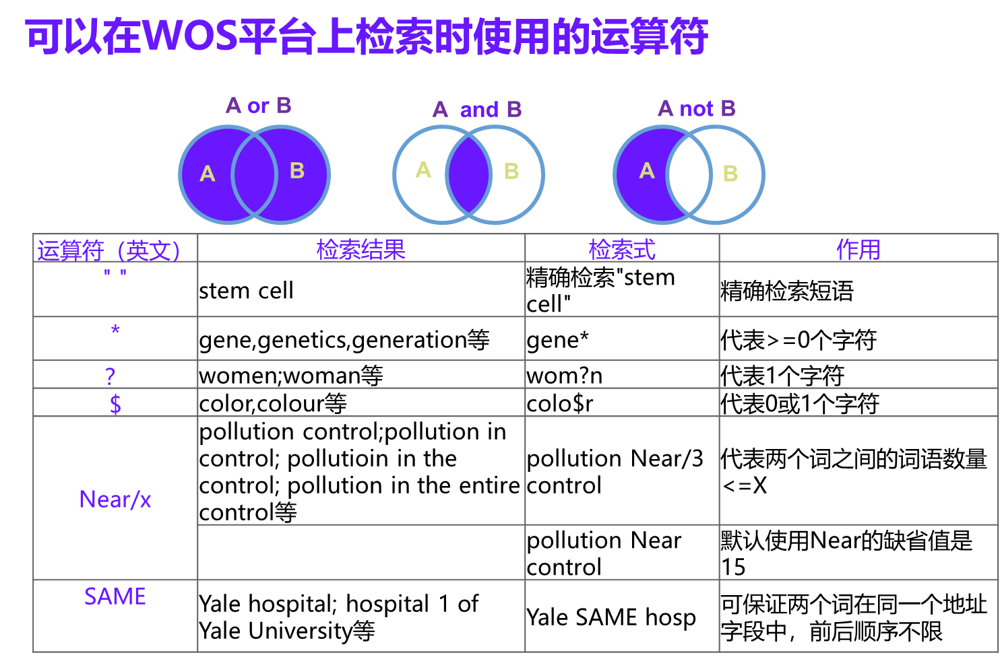 可以在WOS平台上检索时使用的运算符
A or B
A and B
A not B
A
B
A
B
A
B
运算符（英文）
检索结果
检索式
作用
" "
stem cell
精确检索"stem
cell"
精确检索短语
*
gene,genetics,generation等
gene*
代表>=0个字符
?
women;woman等
wom?n
代表1个字符
$
color,colour等
colo$r
代表0或1个字符
Near/x
pollution control;pollution in
control; pollutioin in the
control; pollution in the entire
control等
pollution Near/3
control
代表两个词之间的词语数量
<=X
pollution Near
control
默认使用Near的缺省值是
15
SAME
Yale hospital; hospital 1 of
Yale University等
Yale SAME hosp
可保证两个词在同一个地址
字段中，前后顺序不限